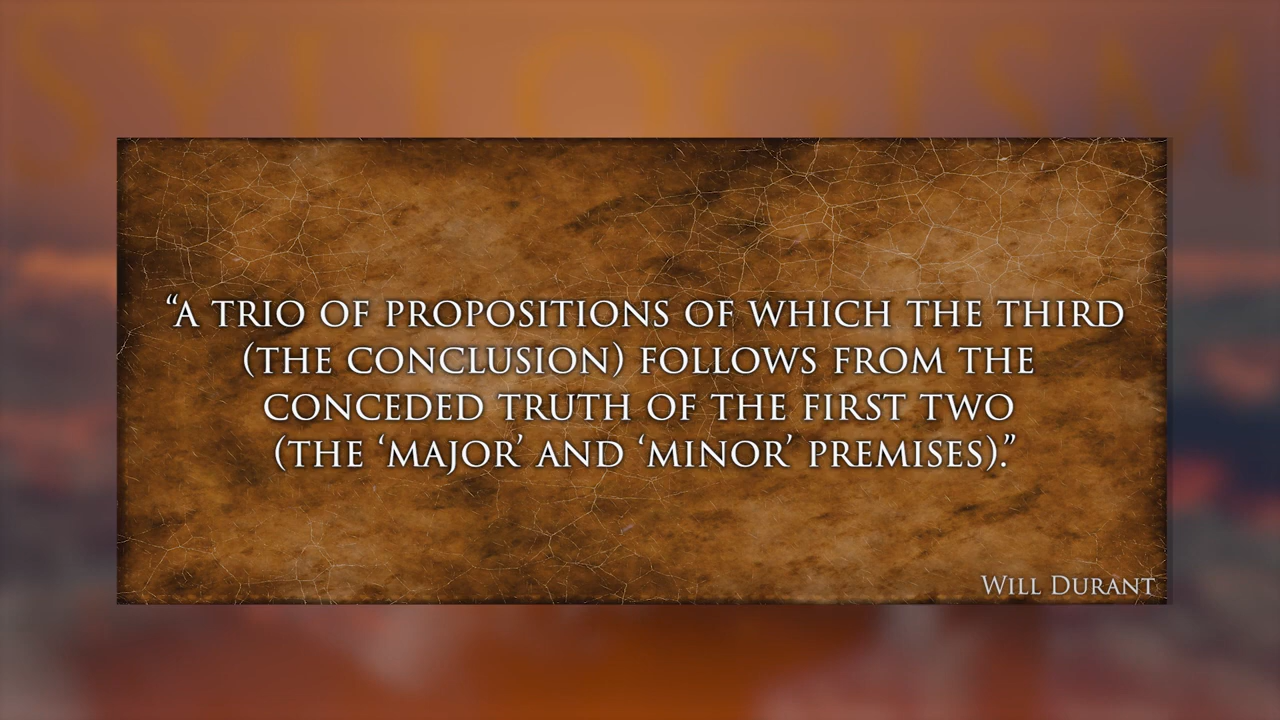 SYLLOGISM
“A TRIO OF PROPOSITIONS OF WHICH THE THIRD
(THE CONCLUSION) FOLLOWS FROM THE
CONCEDED TRUTH OF THE FIRST TWO
(THE ‘MAJOR’ AND ‘MINOR’ PREMISES).”
WILL DURANT